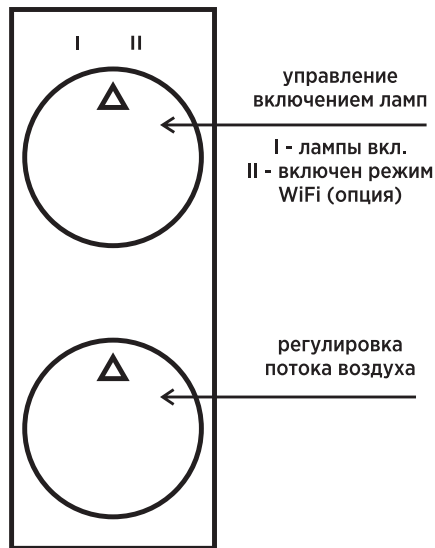 I II
управление
включением ламп
I - лампы вкл.
II - включен режим
WiFi (опция)
регулировка
потока воздуха